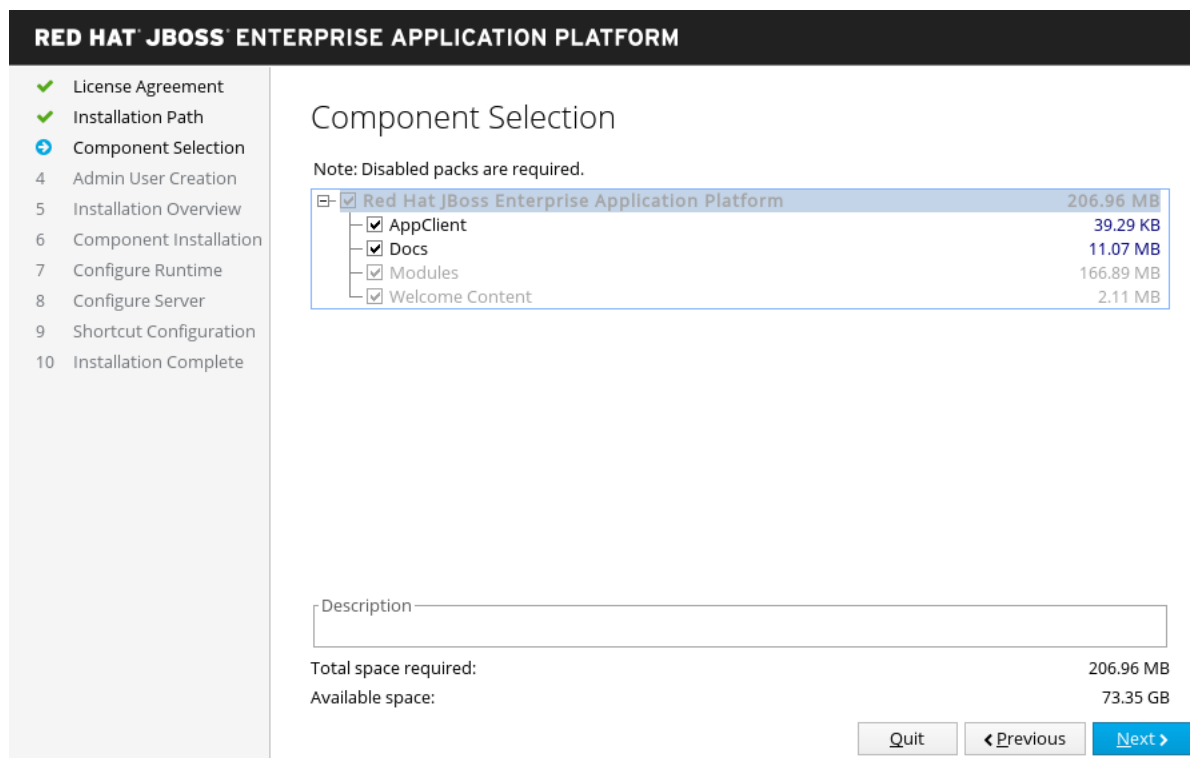 RED HAT® JBOSS® ENTERPRISE APPLICATION PLATFORM
License Agreement
Installation Path
Component Selection
4 Admin User Creation
5 Installation Overview
6 Component Installation
7 Configure Runtime
8 Configure Server
9 Shortcut Configuration
10 Installation Complete
Component Selection
Note: Disabled packs are required.
Red Hat JBoss Enterprise Application Platform 206.96 MB
AppClient 39.29 KB
Docs 11.07 MB
Modules 166.89 MB
Welcome Content 2.11 MB
Description
Total space required: 206.96 MB
Available space: 73.35 GB
Quit Previous Next